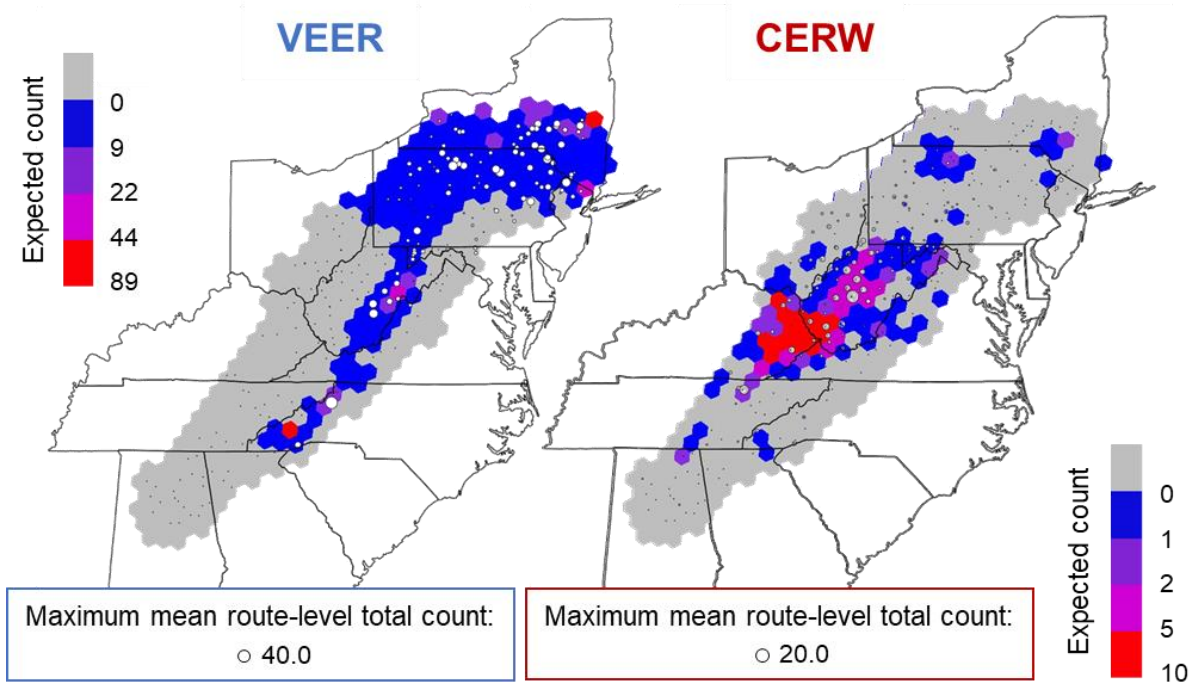 VEER
CERW
Expected count
0
9
22
44
89
Expected count
0
1
2
5
10
Maximum mean route-level total count:
40.0
Maximum mean route-level total count:
20.0